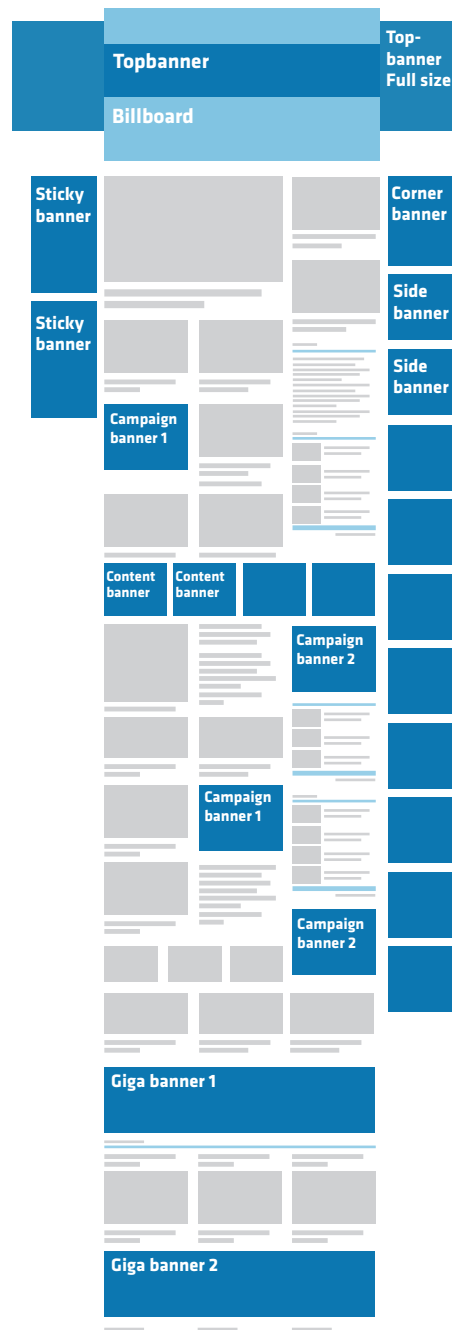 Topbanner
Billboard
Top-
banner
Full size
Sticky
banner
Sticky
banner
Corner
banner
Side
banner
Side
banner
Campaign
banner 1
Content
banner
Content
banner
Campaign
banner 2
Campaign
banner 1
Campaign
banner 2
Giga banner 1
Giga banner 2